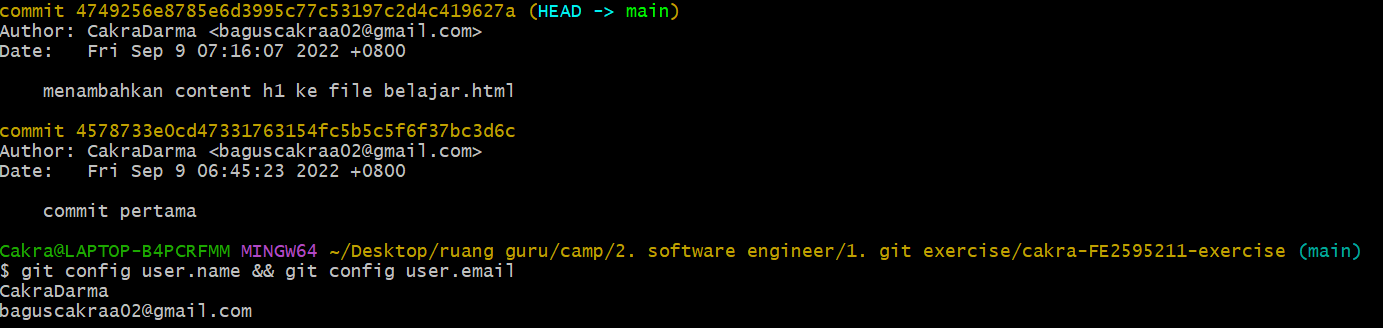 commit 4749256e8785e6d3995c77c53197c2d4c419627a (HEAD -> main)
Author: CakraDarma <baguscakraa02@gmail.com>
Date:   Fri Sep 9 07:16:07 2022 +0800
menambahkan content h1 ke file belajar.html
commit 4578733e0cd47331763154fc5b5c5f6f37bc3d6c
Author: CakraDarma <baguscakraa02@gmail.com>
Date:   Fri Sep 9 06:45:23 2022 +0800
commit pertama
Cakra@LAPTOP-B4PCRFMM MINGW64 ~/Desktop/ruang guru/camp/2. software engineer/1. git exercise/cakra-FE2595211-exercise (main)
$ git config user.name && git config user.email
CakraDarma
baguscakraa02@gmail.com